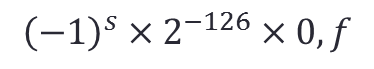 (−1)ˢ × 2⁻¹²⁶ × 0,f